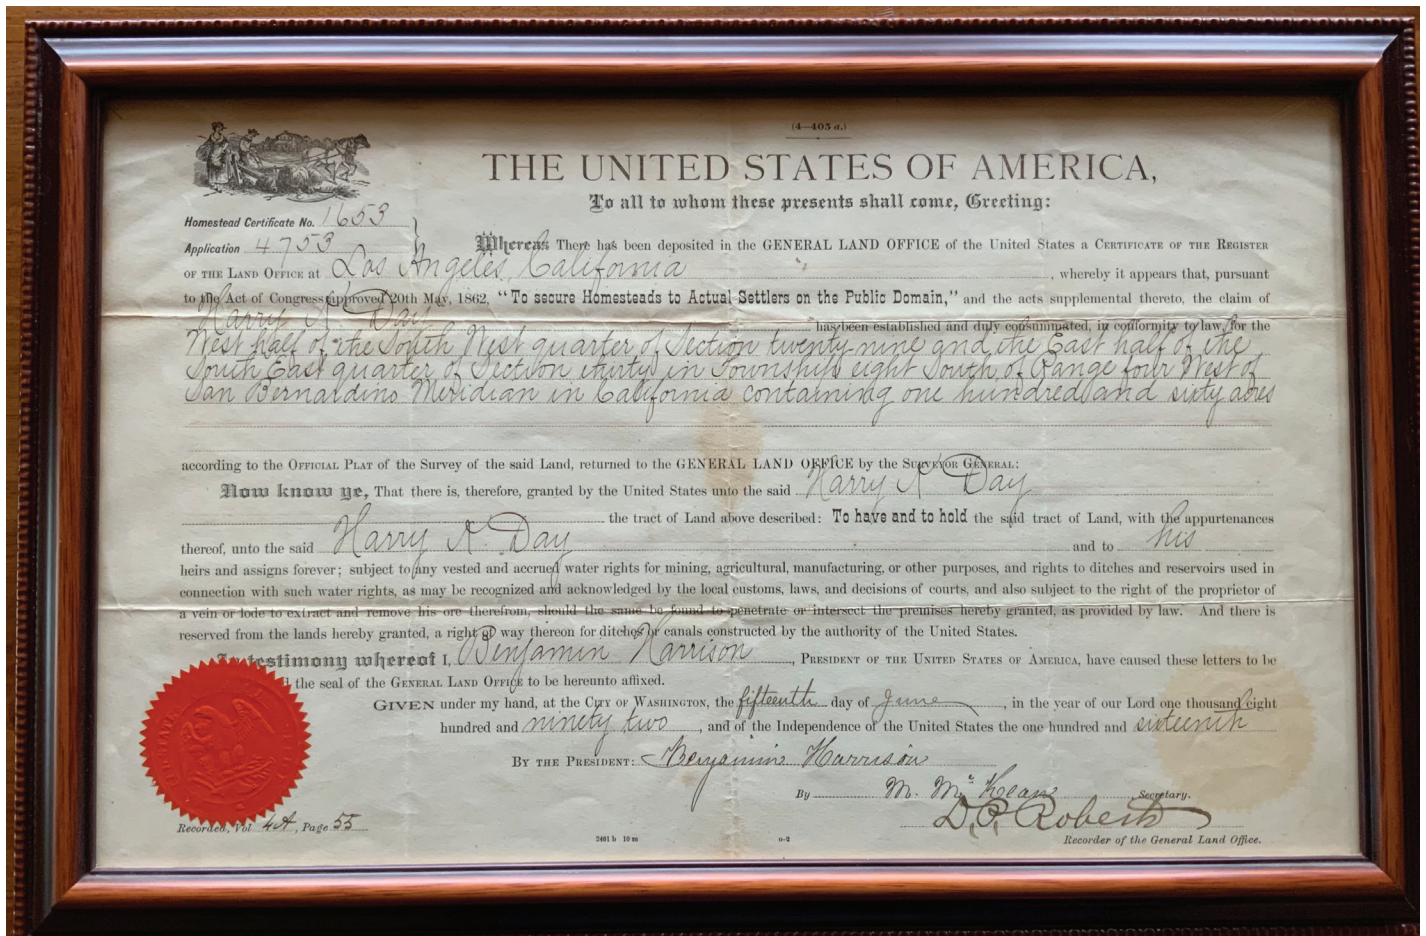 (4—403 a.)
THE UNITED STATES OF AMERICA,
To all to whom these presents shall come, Greeting:
Homestead Certificate No. 1653
Application 4753
Whereas There has been deposited in the GENERAL LAND OFFICE of the United States a CERTIFICATE OF THE REGISTER
OF THE LAND OFFICE at Los Angeles, California, whereby it appears that, pursuant
to the Act of Congress approved 20th May, 1862, "To secure Homesteads to Actual Settlers on the Public Domain," and the acts supplemental thereto, the claim of
Harry A. Day has been established and duly consummated, in conformity to law, for the
West half of the South West quarter of Section twenty-nine and the East half of the
South East quarter of Section thirty in Township eight South of Range four West of
San Bernardino Meridian in California containing one hundred and sixty acres
according to the OFFICIAL PLAT of the Survey of the said Land, returned to the GENERAL LAND OFFICE by the SURVEYOR GENERAL:
Now know ye, That there is, therefore, granted by the United States unto the said Harry A. Day
the tract of Land above described: To have and to hold the said tract of Land, with the appurtenances
thereof, unto the said Harry A. Day and to his
heirs and assigns forever; subject to any vested and accrued water rights for mining, agricultural, manufacturing, or other purposes, and rights to ditches and reservoirs used in
connection with such water rights, as may be recognized and acknowledged by the local customs, laws, and decisions of courts, and also subject to the right of the proprietor of
a vein or lode to extract and remove his ore therefrom, should the same be found to penetrate or intersect the premises hereby granted, as provided by law. And there is
reserved from the lands hereby granted, a right of way thereon for ditches or canals constructed by the authority of the United States.
In testimony whereof I, Benjamin Harrison, PRESIDENT OF THE UNITED STATES OF AMERICA, have caused these letters to be
the seal of the GENERAL LAND OFFICE to be hereunto affixed.
GIVEN under my hand, at the CITY OF WASHINGTON, the fifteenth day of June, in the year of our Lord one thousand eight
hundred and ninety two, and of the Independence of the United States the one hundred and sixteenth
BY THE PRESIDENT: Benjamin Harrison
By M. McKean Secretary.
D. P. Roberts
Recorded, Vol 4A, Page 55
2461 b 10 m
o-2
Recorder of the General Land Office.